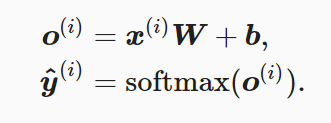 o^(i) = x^(i) W + b,
ŷ^(i) = softmax(o^(i)).